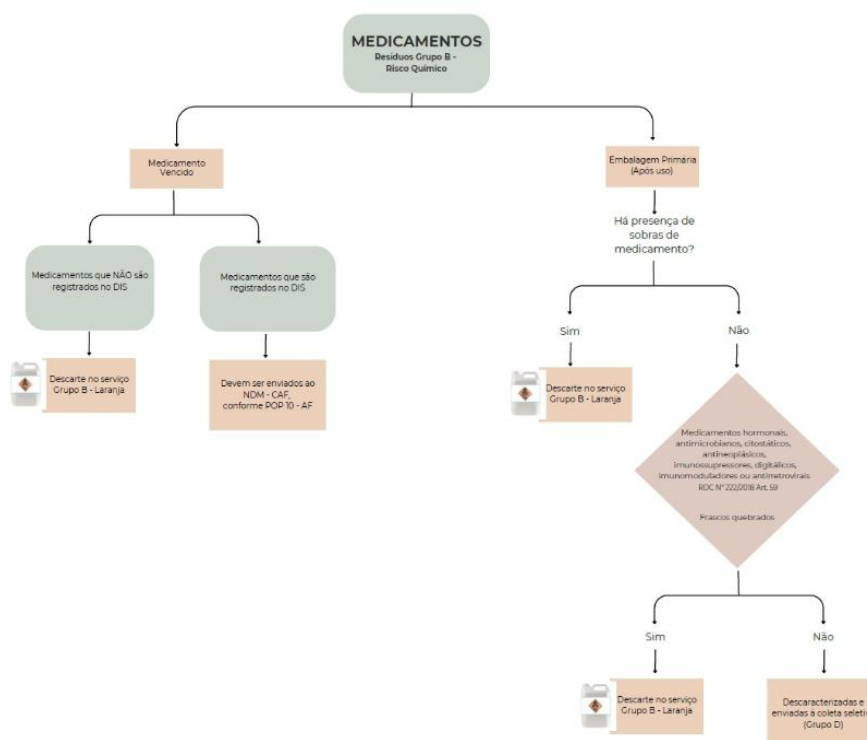 MEDICAMENTOS
Resíduos Grupo B -
Risco Químico
Medicamento
Vencido
Embalagem Primária
(Após uso)
Há presença de
sobras de
medicamento?
Medicamentos que NÃO são
registrados no DIS
Medicamentos que são
registrados no DIS
Sim
Não
Descarte no serviço
Grupo B - Laranja
Devem ser enviados ao
NDM - CAF,
conforme POP 10 - AF
Descarte no serviço
Grupo B - Laranja
Medicamentos hormonais,
antimicrobianos, citostáticos,
antineoplásicos,
imunossupressores, digitálicos,
imunomoduladores ou antirretrovirais
RDC Nº 222/2018 Art. 59
Frascos quebrados
Sim
Não
Descarte no serviço
Grupo B - Laranja
Descaracterizadas e
enviadas à coleta seletiv
(Grupo D)